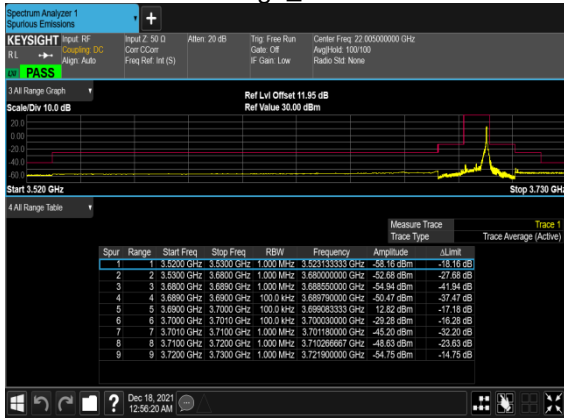 Spectrum Analyzer 1
Spurious Emissions
KEYSIGHT Input: RF Input Z: 50 Ω Atten: 20 dB Trig: Free Run Center Freq: 22.005000000 GHz
RL Coupling: DC Corr CCorr Gate: Off Avg|Hold: 100/100
Align: Auto Freq Ref: Int (S) IF Gain: Low Radio Std: None
PASS
3 All Range Graph
Ref Lvl Offset 11.95 dB
Scale/Div 10.0 dB Ref Value 30.00 dBm
20.0
0.00
-20.0
-40.0
-60.0
Start 3.520 GHz Stop 3.730 GHz
4 All Range Table
Measure Trace Trace 1
Trace Type Trace Average (Active)
Spur Range Start Freq Stop Freq RBW Frequency Amplitude ΔLimit
1 1 3.5200 GHz 3.5300 GHz 1.000 MHz 3.523133333 GHz -58.16 dBm -18.16 dB
2 2 3.5300 GHz 3.6800 GHz 1.000 MHz 3.680000000 GHz -52.68 dBm -27.68 dB
3 3 3.6800 GHz 3.6890 GHz 1.000 MHz 3.688550000 GHz -54.94 dBm -41.94 dB
4 4 3.6890 GHz 3.6900 GHz 100.0 kHz 3.689790000 GHz -50.47 dBm -37.47 dB
5 5 3.6900 GHz 3.7000 GHz 100.0 kHz 3.699083333 GHz 12.82 dBm -17.18 dB
6 6 3.7000 GHz 3.7010 GHz 100.0 kHz 3.700030000 GHz -29.28 dBm -16.28 dB
7 7 3.7010 GHz 3.7100 GHz 1.000 MHz 3.701180000 GHz -45.20 dBm -32.20 dB
8 8 3.7100 GHz 3.7200 GHz 1.000 MHz 3.710266667 GHz -48.63 dBm -23.63 dB
9 9 3.7200 GHz 3.7300 GHz 1.000 MHz 3.721900000 GHz -54.75 dBm -14.75 dB
Dec 18, 2021
12:56:20 AM